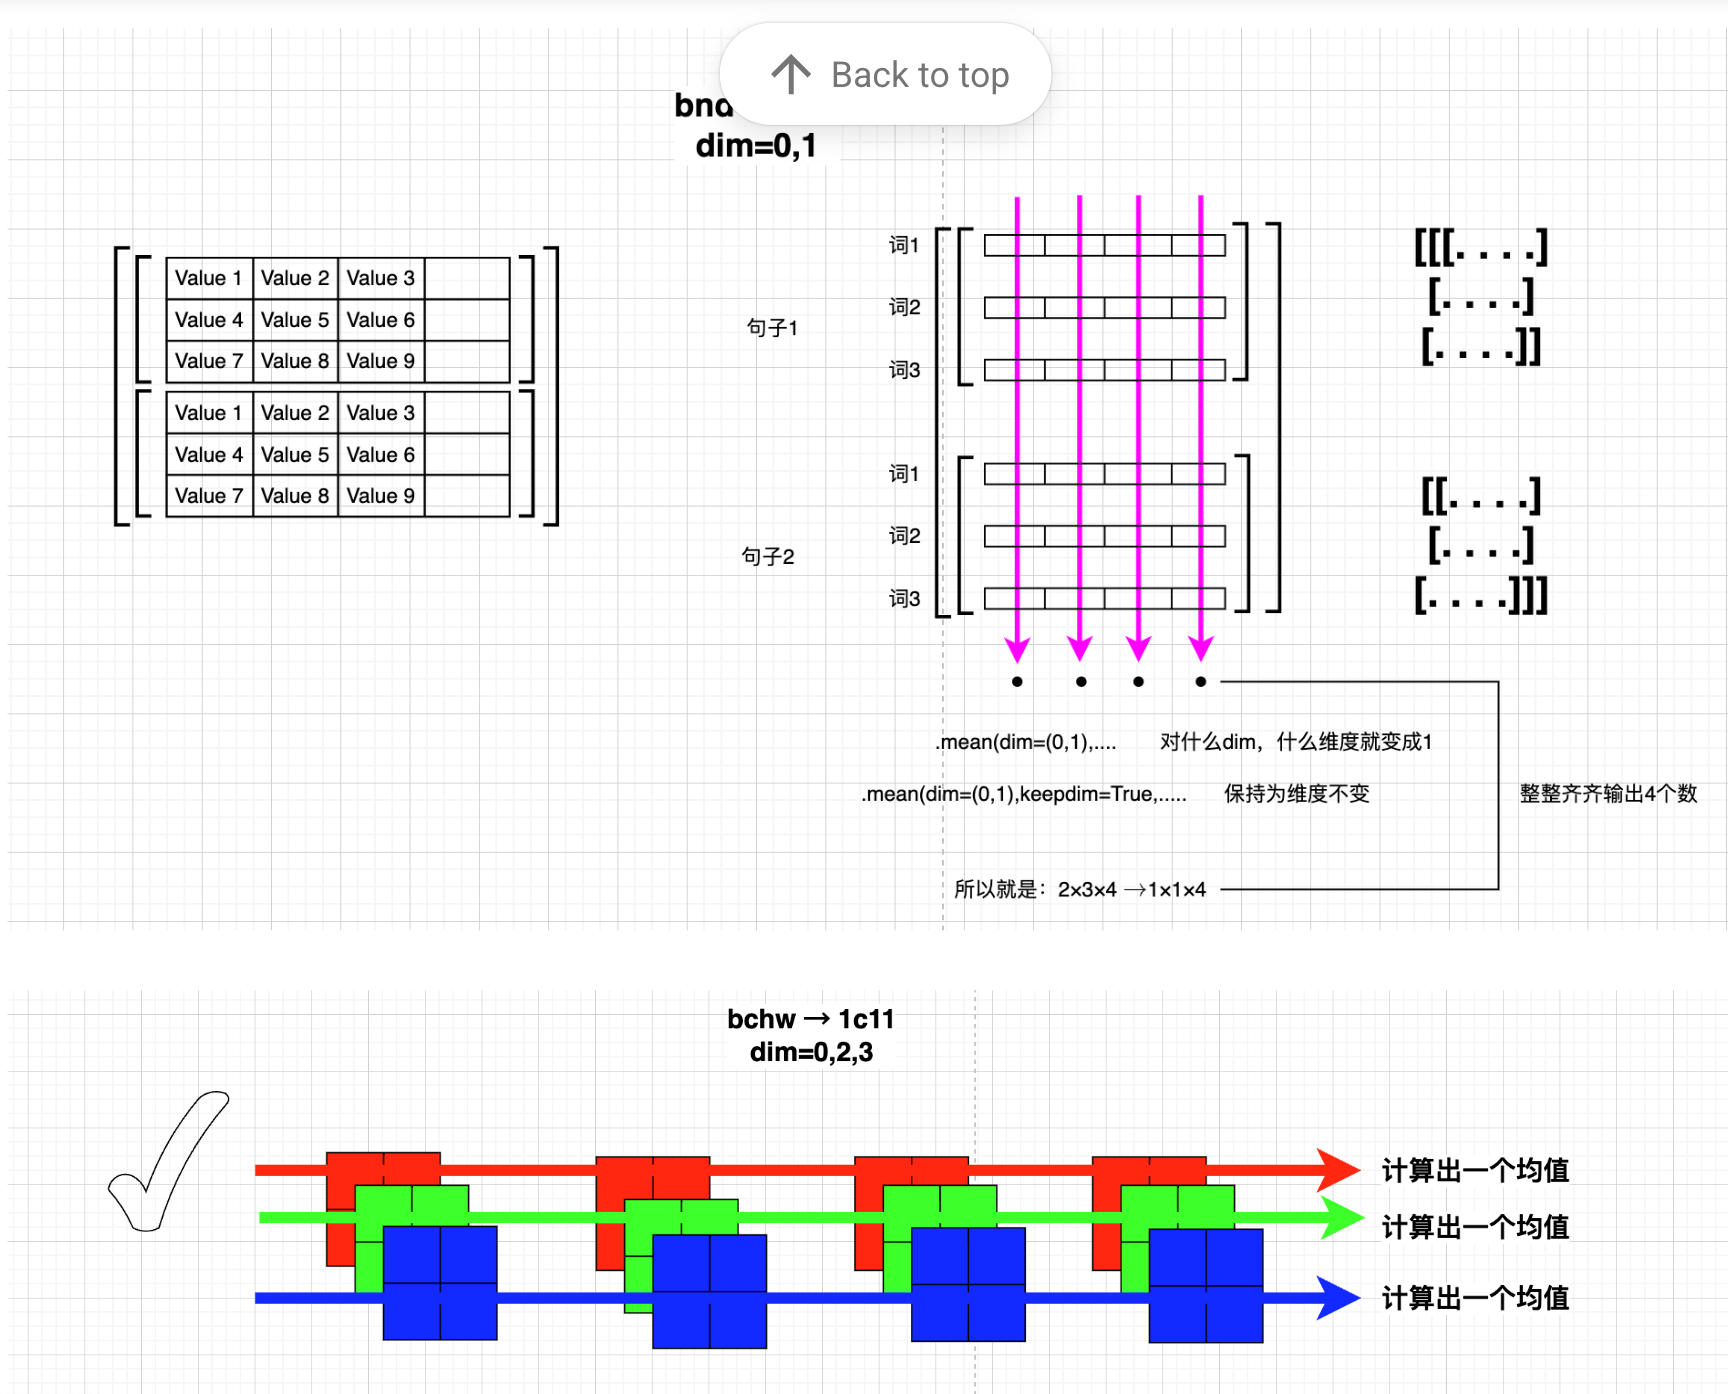 Back to top
dim=0,1
Value 1 Value 2 Value 3
Value 4 Value 5 Value 6
Value 7 Value 8 Value 9
Value 1 Value 2 Value 3
Value 4 Value 5 Value 6
Value 7 Value 8 Value 9
句子1
词1
词2
词3
句子2
词1
词2
词3
[[[. . . .]
[. . . .]
[. . . .]]
[[. . . .]
[. . . .]
[. . . .]]]
.mean(dim=(0,1),.... 对什么dim，什么维度就变成1
.mean(dim=(0,1),keepdim=True,..... 保持为维度不变
整整齐齐输出4个数
所以就是：2×3×4 →1×1×4
bchw → 1c11
dim=0,2,3
计算出一个均值
计算出一个均值
计算出一个均值